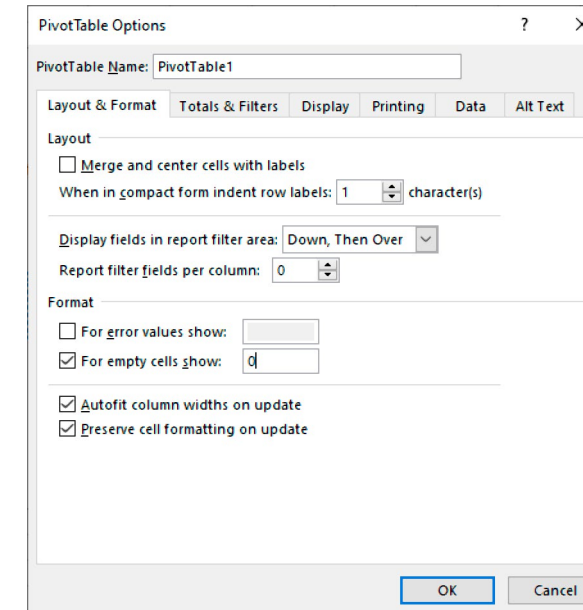 PivotTable Options ?
PivotTable Name: PivotTable1
Layout & Format Totals & Filters Display Printing Data Alt Text
Layout
Merge and center cells with labels
When in compact form indent row labels: 1 character(s)
Display fields in report filter area: Down, Then Over
Report filter fields per column: 0
Format
For error values show:
For empty cells show: 0
Autofit column widths on update
Preserve cell formatting on update
OK Cancel